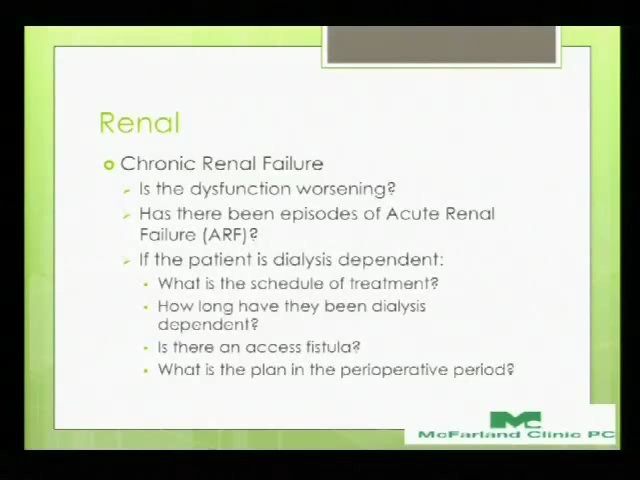 Renal
Chronic Renal Failure
Is the dysfunction worsening?
Has there been episodes of Acute Renal
Failure (ARF)?
If the patient is dialysis dependent:
What is the schedule of treatment?
How long have they been dialysis
dependent?
Is there an access fistula?
What is the plan in the perioperative period?
MC
McFarland Clinic PC